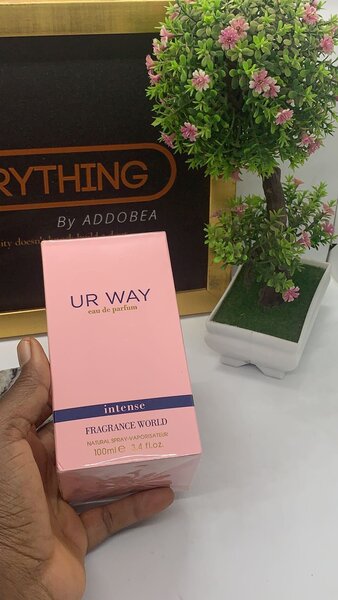 RYTHING
By ADDOBEA
UR WAY
eau de parfum
intense
FRAGRANCE WORLD
NATURAL SPRAY-VAPORISATEUR
100ml ℮ 3.4 fl.oz.